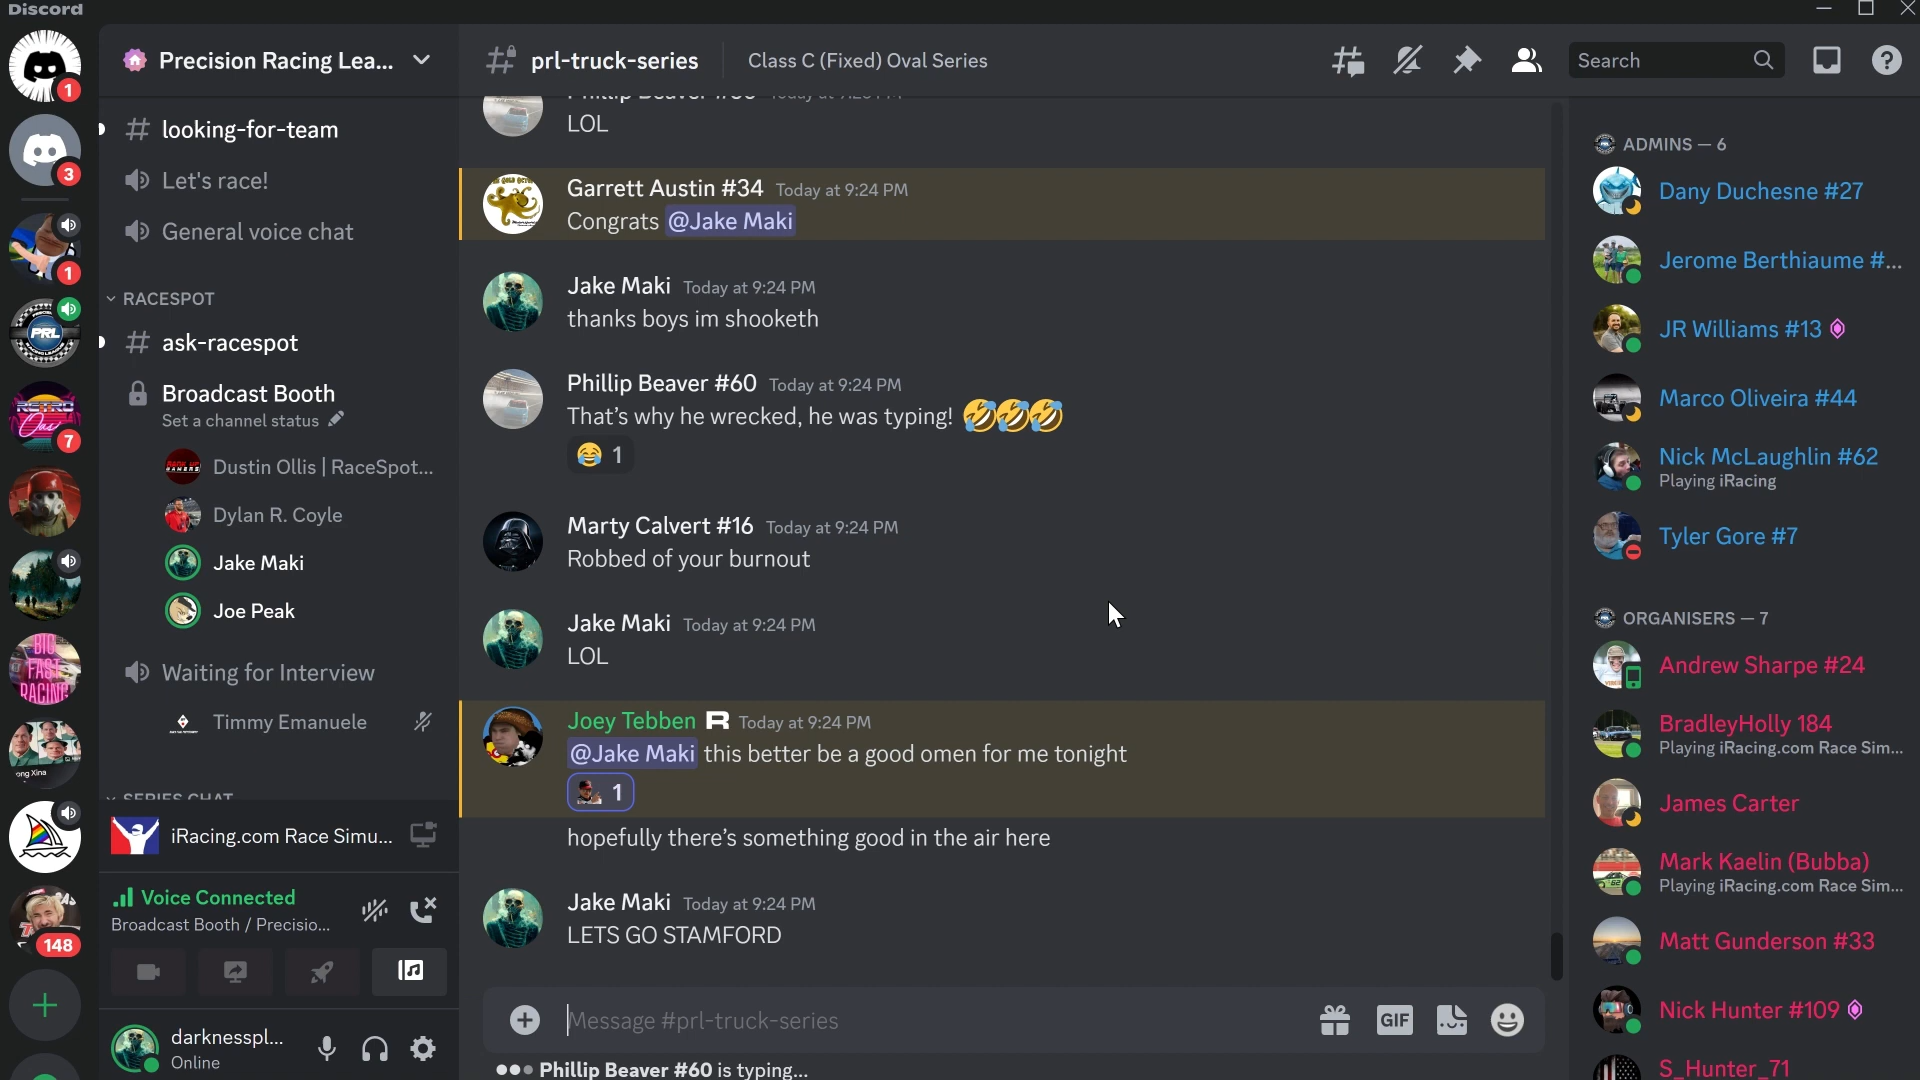 Discord
1
3
1
7
148
PRL
RETRO
BIG
FAST
RACING
ong Xina
Precision Racing Lea...
looking-for-team
Let's race!
General voice chat
RACESPOT
ask-racespot
Broadcast Booth
Set a channel status
Dustin Ollis | RaceSpot...
Dylan R. Coyle
Jake Maki
Joe Peak
Waiting for Interview
Timmy Emanuele
SERIES CHAT
iRacing.com Race Simu...
Voice Connected
Broadcast Booth / Precisio...
darknesspl...
Online
prl-truck-series
Class C (Fixed) Oval Series
Search
LOL
Garrett Austin #34 Today at 9:24 PM
Congrats @Jake Maki
Jake Maki Today at 9:24 PM
thanks boys im shooketh
Phillip Beaver #60 Today at 9:24 PM
That's why he wrecked, he was typing! 🤣🤣🤣
😂 1
Marty Calvert #16 Today at 9:24 PM
Robbed of your burnout
Jake Maki Today at 9:24 PM
LOL
Joey Tebben R Today at 9:24 PM
@Jake Maki this better be a good omen for me tonight
1
hopefully there's something good in the air here
Jake Maki Today at 9:24 PM
LETS GO STAMFORD
Message #prl-truck-series
GIF
Phillip Beaver #60 is typing...
ADMINS — 6
Dany Duchesne #27
Jerome Berthiaume #...
JR Williams #13
Marco Oliveira #44
Nick McLaughlin #62
Playing iRacing
Tyler Gore #7
ORGANISERS — 7
Andrew Sharpe #24
BradleyHolly 184
Playing iRacing.com Race Sim...
James Carter
Mark Kaelin (Bubba)
Playing iRacing.com Race Sim...
Matt Gunderson #33
Nick Hunter #109
S_Hunter_71